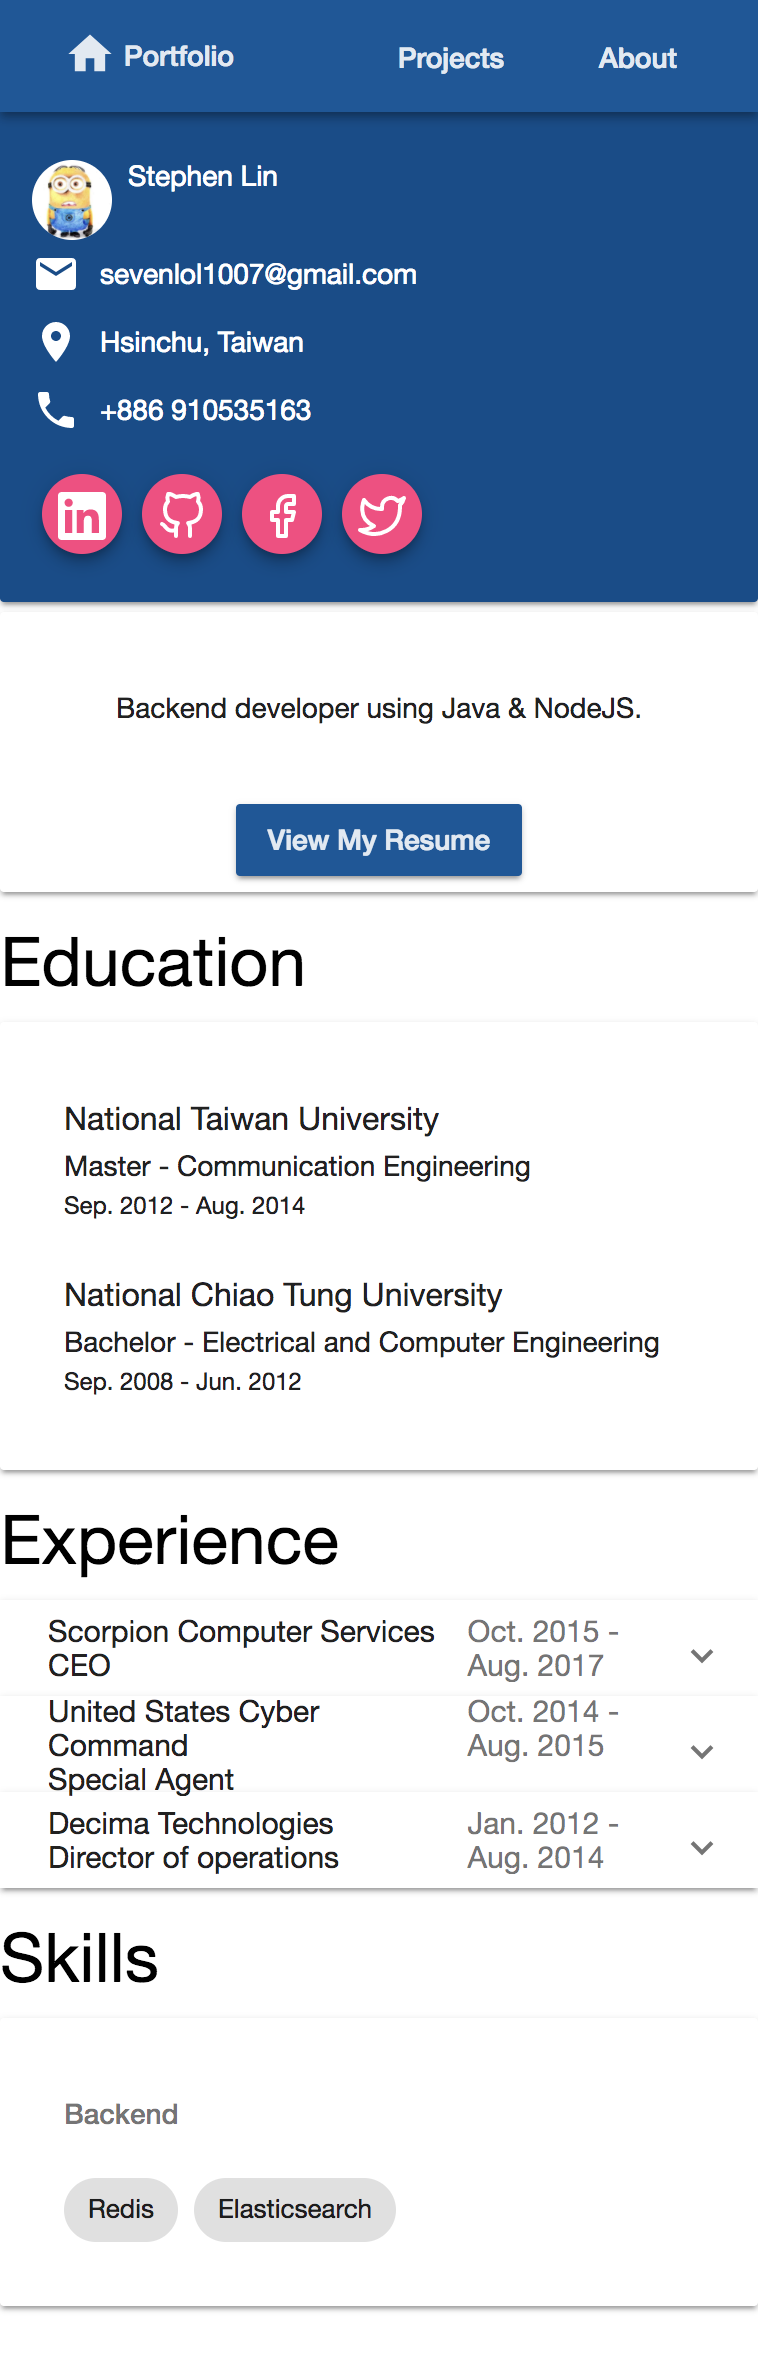 Portfolio
Projects
About
Stephen Lin
sevenlol1007@gmail.com
Hsinchu, Taiwan
+886 910535163
in
Backend developer using Java & NodeJS.
View My Resume
Education
National Taiwan University
Master - Communication Engineering
Sep. 2012 - Aug. 2014
National Chiao Tung University
Bachelor - Electrical and Computer Engineering
Sep. 2008 - Jun. 2012
Experience
Scorpion Computer Services
CEO
Oct. 2015 -
Aug. 2017
United States Cyber
Command
Special Agent
Oct. 2014 -
Aug. 2015
Decima Technologies
Director of operations
Jan. 2012 -
Aug. 2014
Skills
Backend
Redis
Elasticsearch